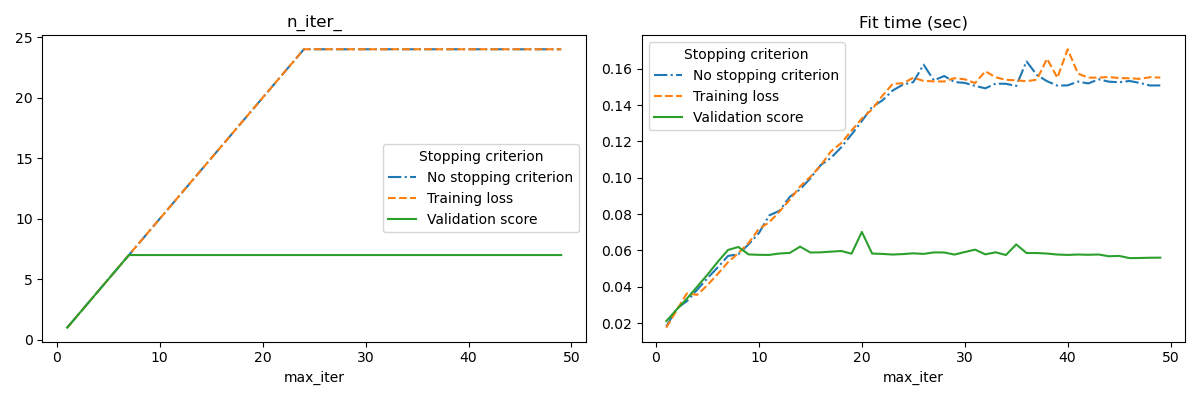 n_iter_
25
20
15
10
5
0
Stopping criterion
No stopping criterion
Training loss
Validation score
0 10 20 30 40 50
max_iter
Fit time (sec)
0.16
0.14
0.12
0.10
0.08
0.06
0.04
0.02
Stopping criterion
No stopping criterion
Training loss
Validation score
0 10 20 30 40 50
max_iter